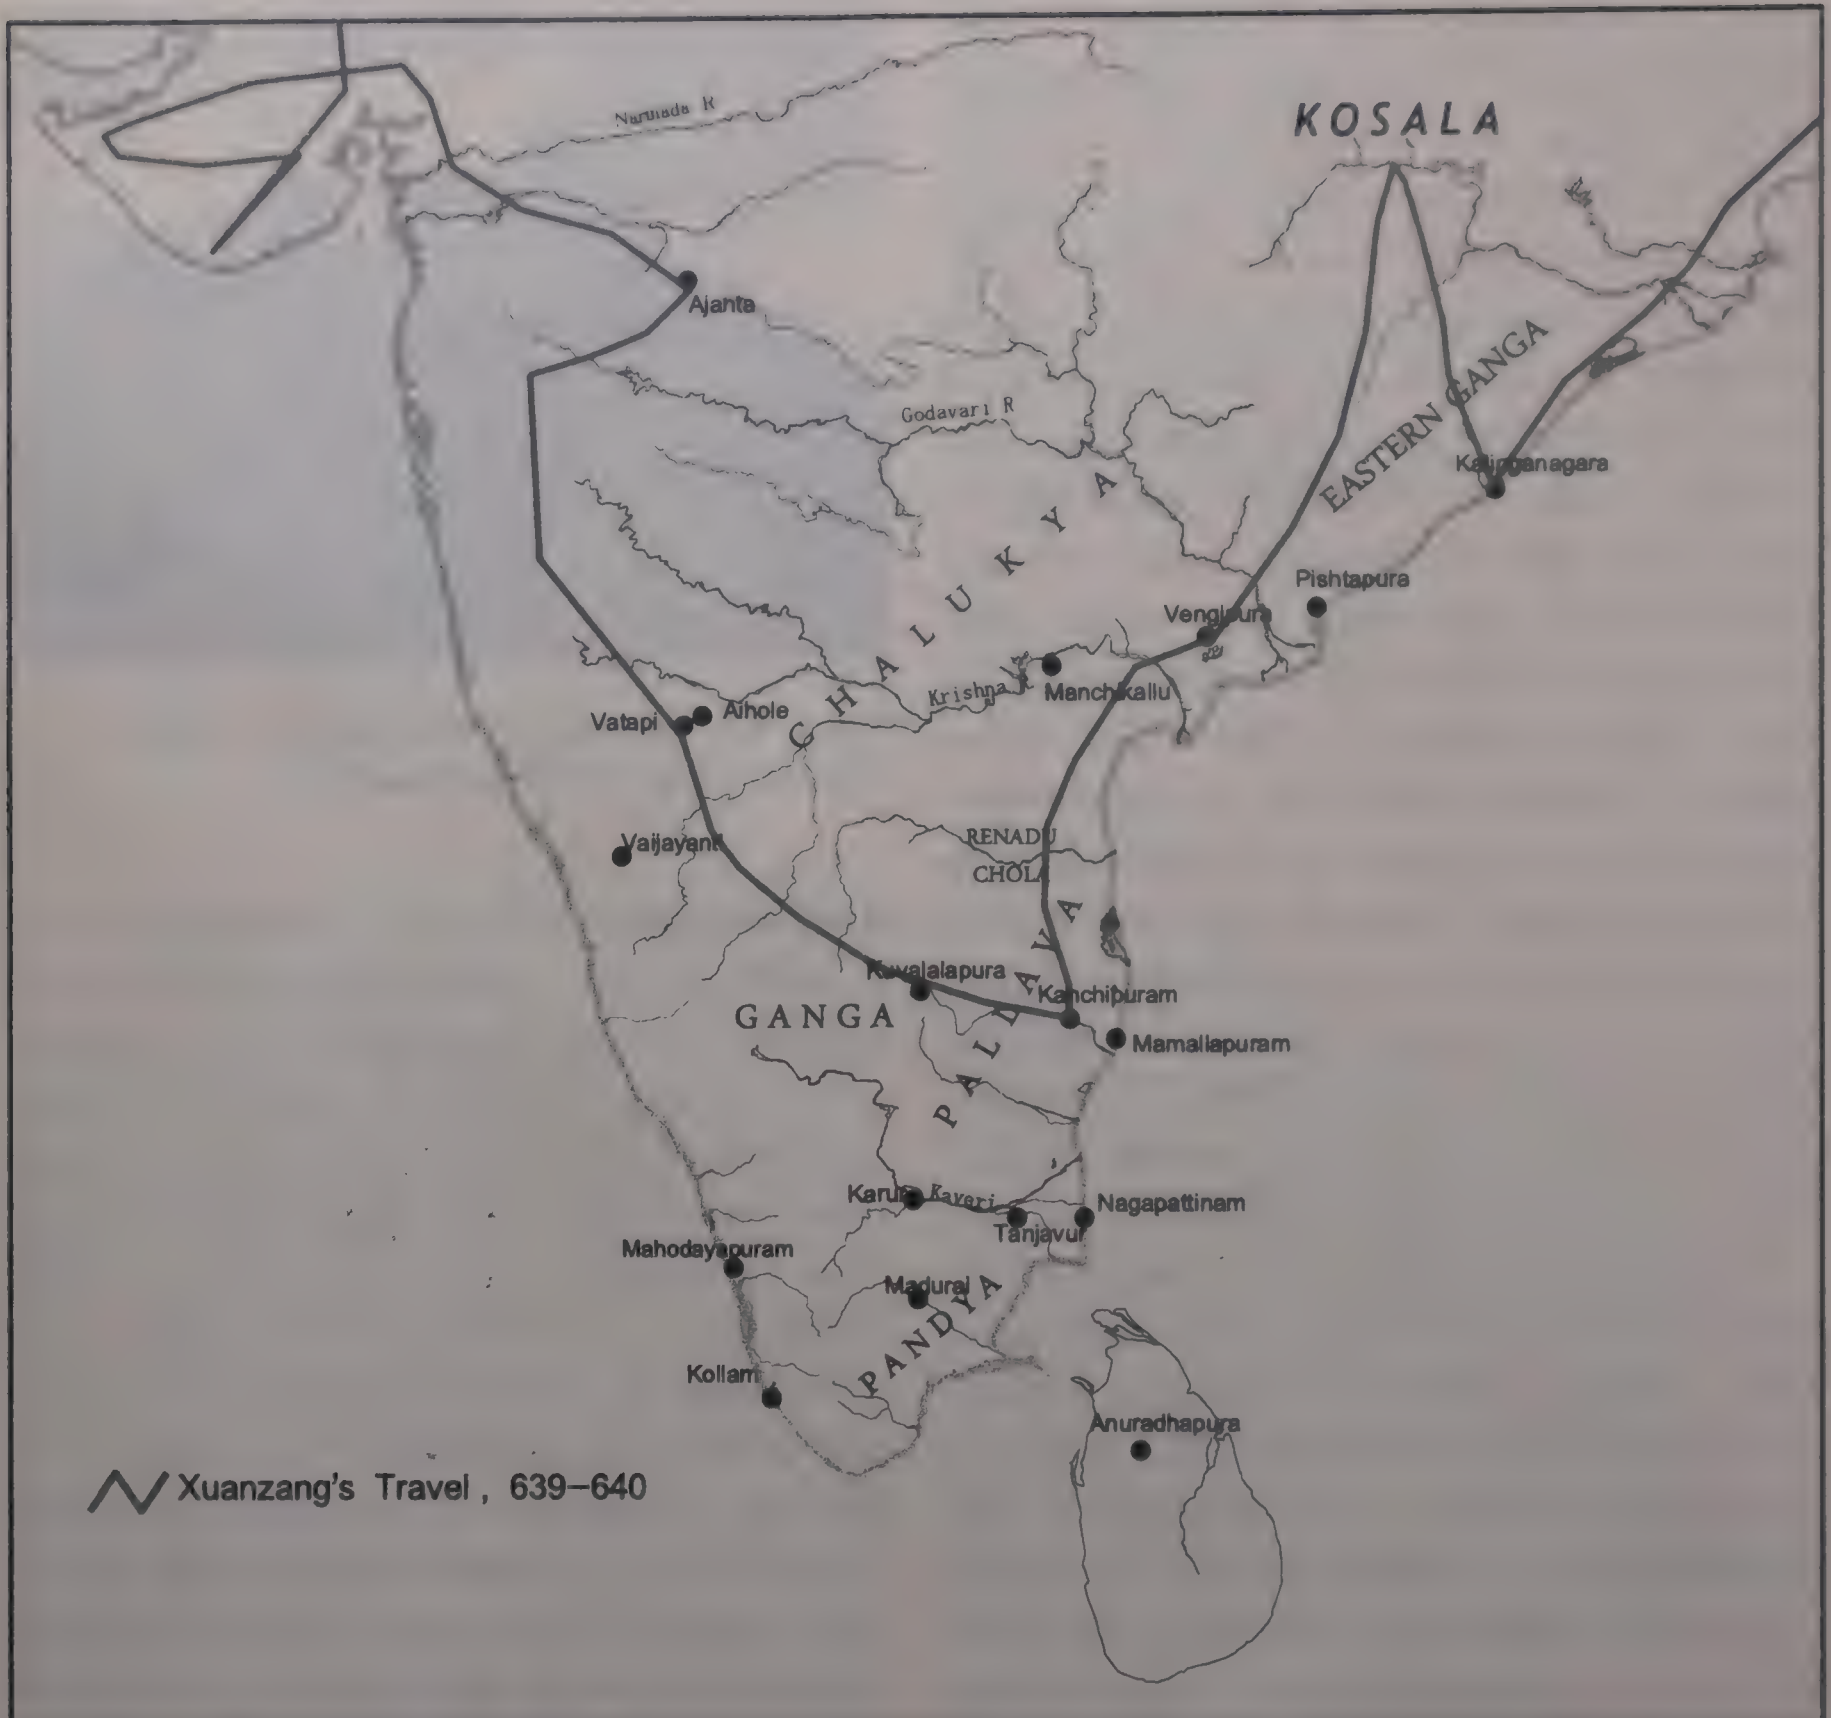 Narmada R
KOSALA
Ajanta
Godavari R
EASTERN GANGA
Kalinganagara
CHALUKYA
Pishtapura
Vengipura
Krishna R
Manchikallu
Vatapi
Aihole
Vaijayanti
RENADU
CHOLA
PALLAVA
Kuvalalapura
Kanchipuram
GANGA
Mamallapuram
Karur
Kaveri
Nagapattinam
Tanjavur
Mahodayapuram
Madurai
PANDYA
Kollam
Anuradhapura
Xuanzang's Travel, 639–640